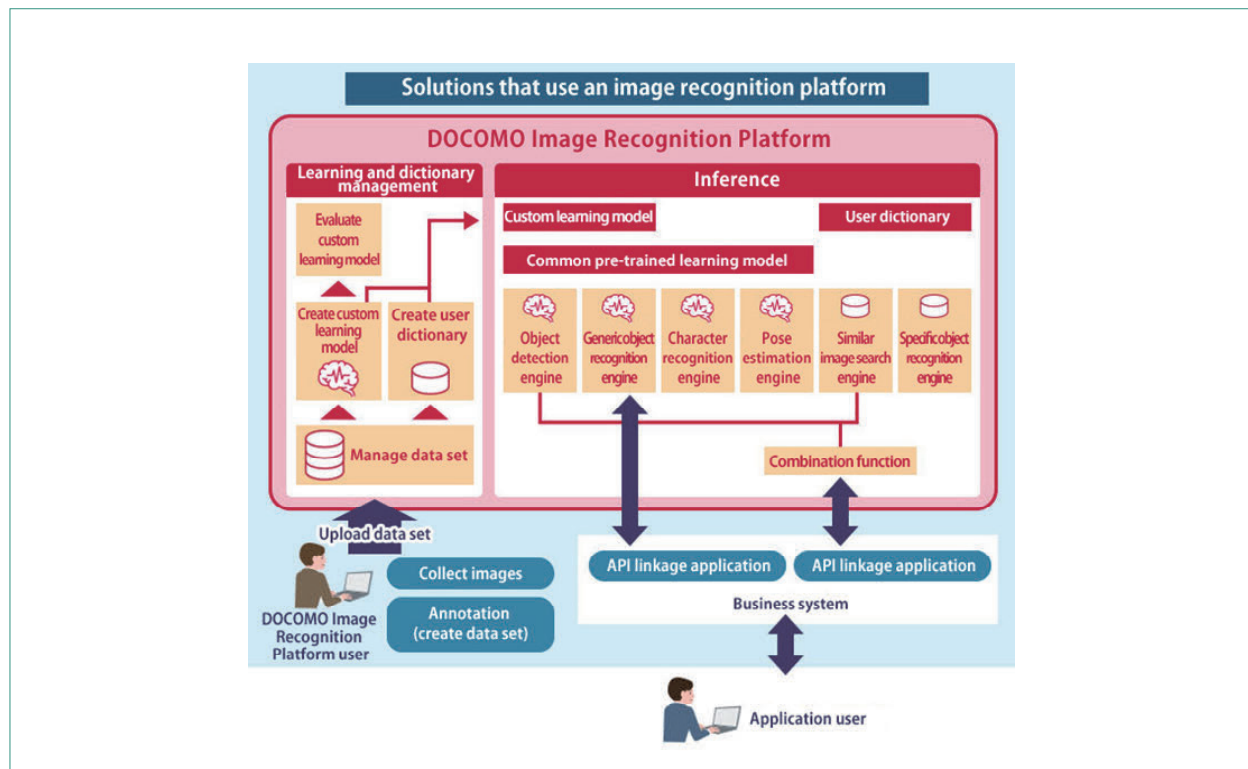 Solutions that use an image recognition platform
DOCOMO Image Recognition Platform
Learning and dictionary
management
Evaluate
custom
learning model
Create custom
learning
model
Create user
dictionary
Manage data set
Inference
Custom learning model
User dictionary
Common pre-trained learning model
Object
detection
engine
Generic object
recognition
engine
Character
recognition
engine
Pose
estimation
engine
Similar
image search
engine
Specific object
recognition
engine
Combination function
Upload data set
DOCOMO Image
Recognition
Platform user
Collect images
Annotation
(create data set)
API linkage application
API linkage application
Business system
Application user